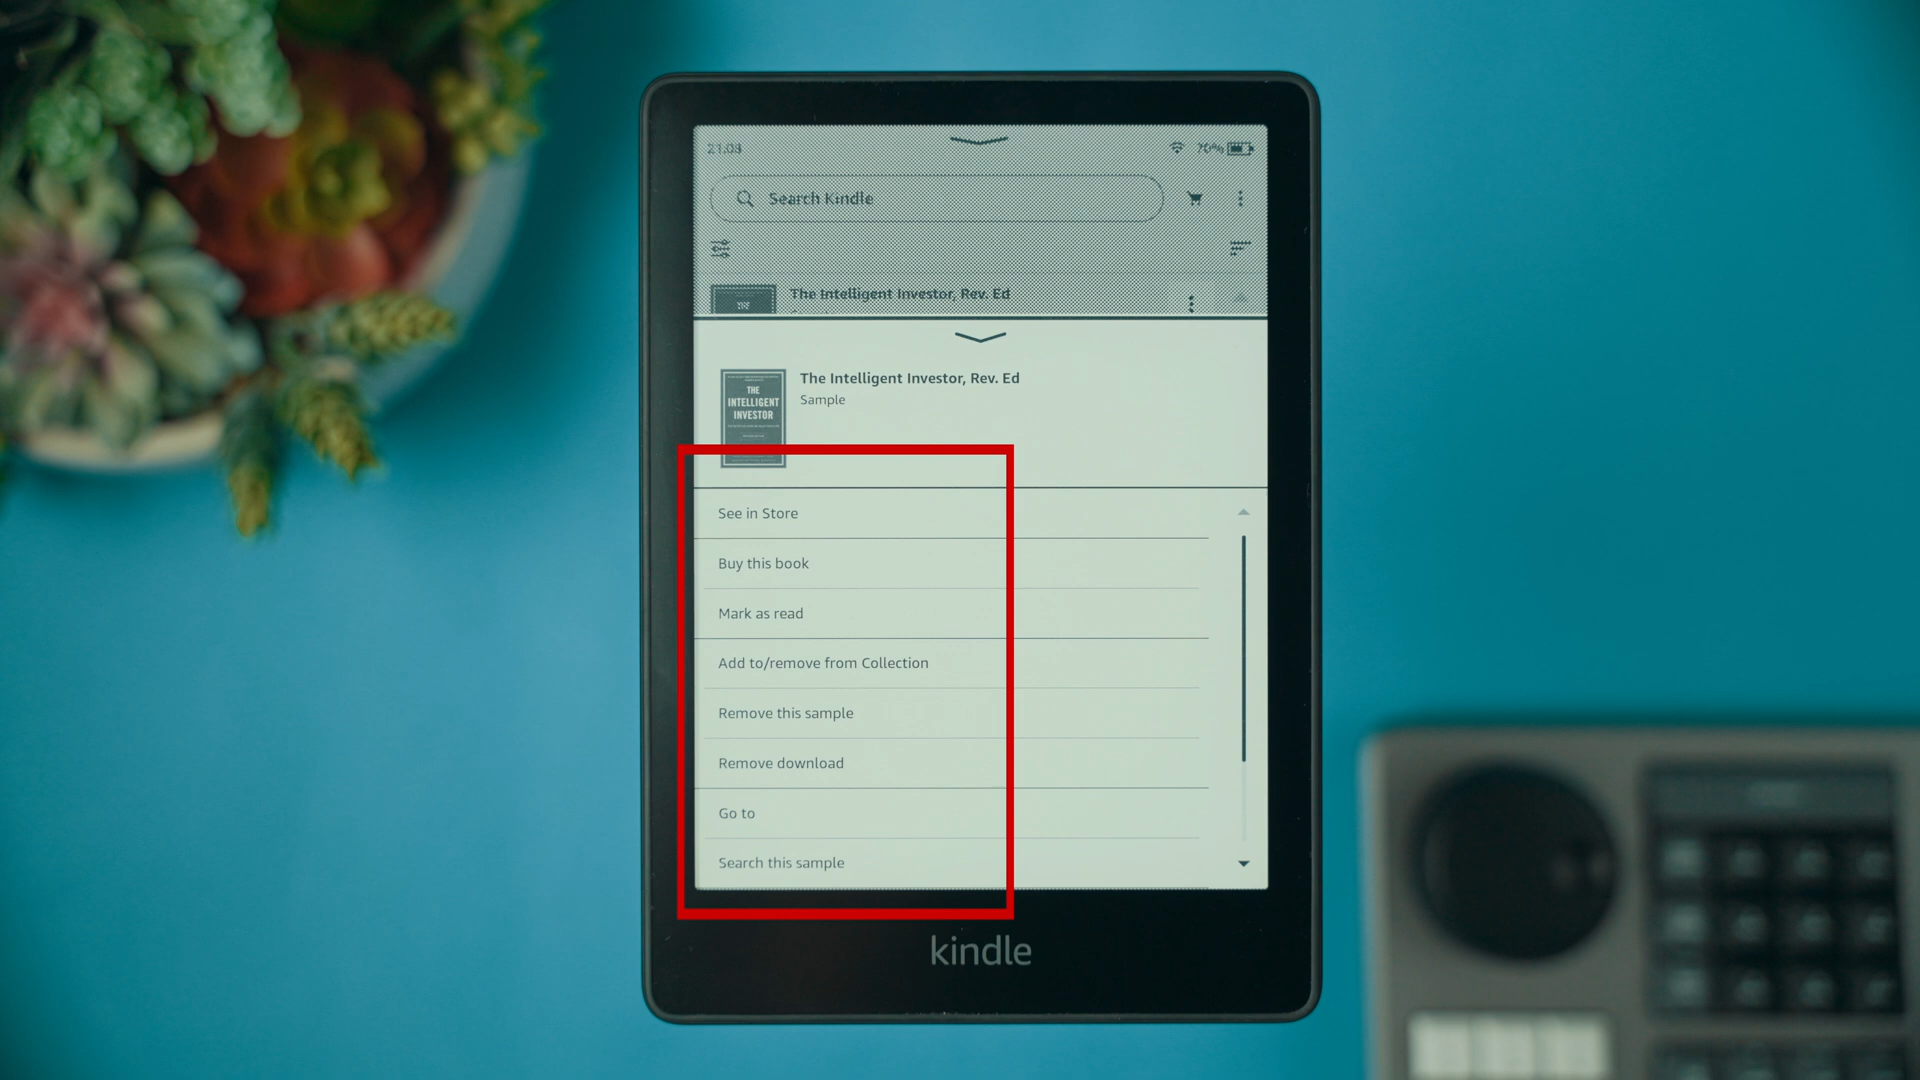 21:08
70%
Search Kindle
The Intelligent Investor, Rev. Ed
THE
The Intelligent Investor, Rev. Ed
Sample
THE
INTELLIGENT
INVESTOR
See in Store
Buy this book
Mark as read
Add to/remove from Collection
Remove this sample
Remove download
Go to
Search this sample
kindle